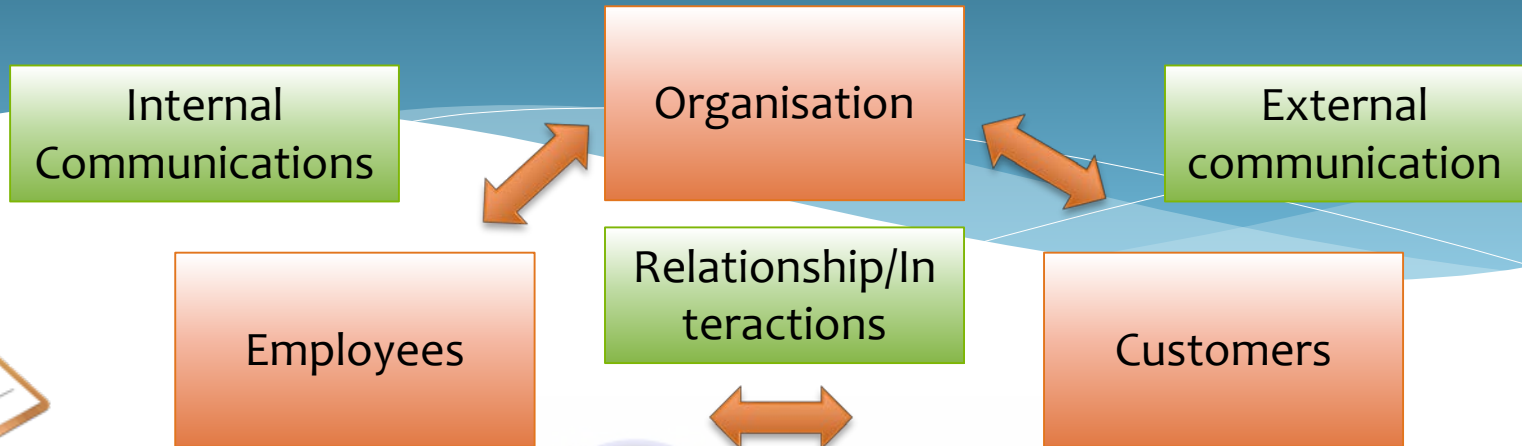 Organisation
Internal
Communications
External
communication
Relationship/In
teractions
Employees
Customers